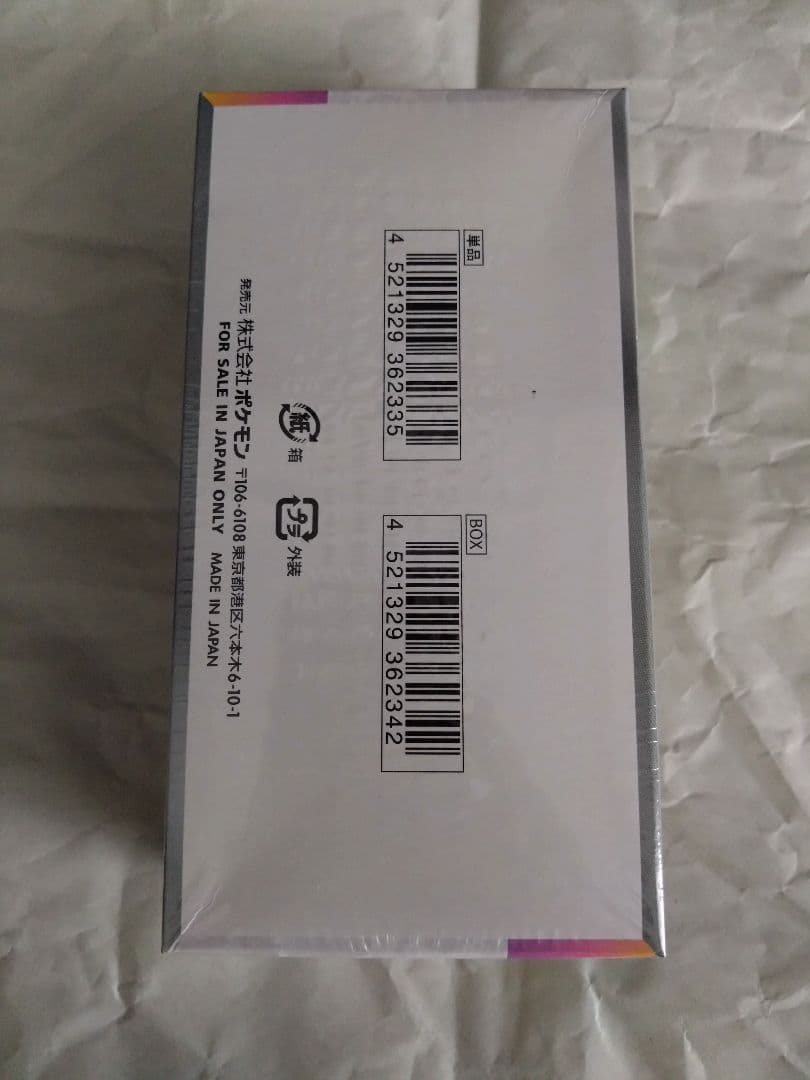 単品
4 521329 362335
BOX
4 521329 362342
紙 箱
プラ 外装
発売元 株式会社ポケモン 〒106-6108 東京都港区六本木6-10-1
FOR SALE IN JAPAN ONLY MADE IN JAPAN